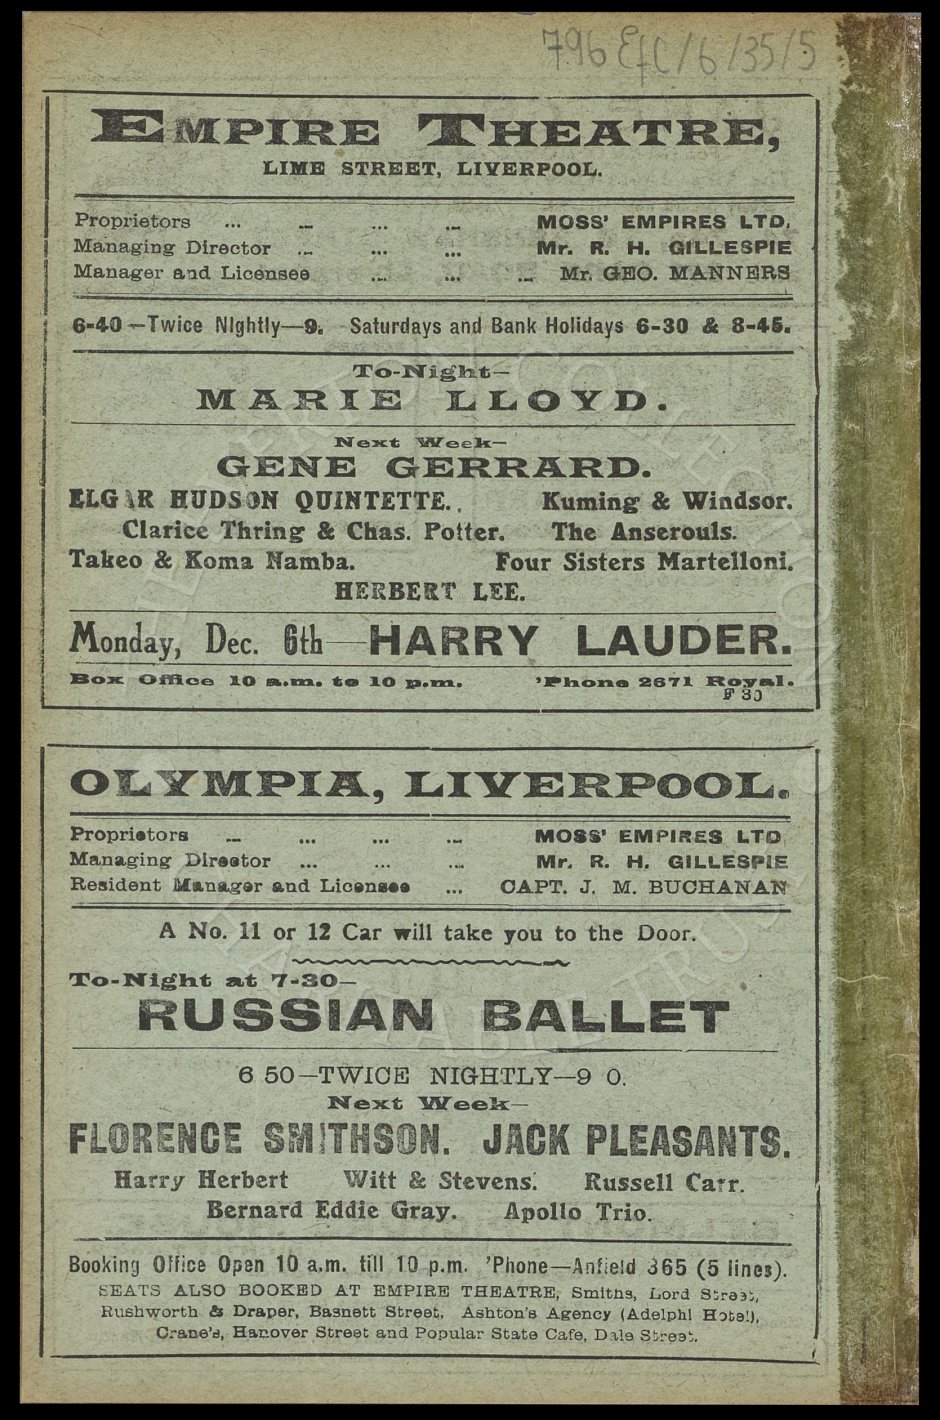 796 EFC/6/35/5
EMPIRE THEATRE,
LIME STREET, LIVERPOOL.
Proprietors ... ... ... ... MOSS' EMPIRES LTD.
Managing Director ... ... ... Mr. R. H. GILLESPIE
Manager and Licensee ... ... ... Mr. GEO. MANNERS
6-40—Twice Nightly—9. Saturdays and Bank Holidays 6-30 & 8-45.
To-Night—
MARIE LLOYD.
Next Week—
GENE GERRARD.
ELGAR HUDSON QUINTETTE. Kuming & Windsor.
Clarice Thring & Chas. Potter. The Anserouls.
Takeo & Koma Namba. Four Sisters Martelloni.
HERBERT LEE.
Monday, Dec. 6th—HARRY LAUDER.
Box Office 10 a.m. to 10 p.m. 'Phone 2671 Royal.
F 30
OLYMPIA, LIVERPOOL.
Proprietors ... ... ... ... MOSS' EMPIRES LTD
Managing Director ... ... ... Mr. R. H. GILLESPIE
Resident Manager and Licensee ... CAPT. J. M. BUCHANAN
A No. 11 or 12 Car will take you to the Door.
To-Night at 7-30—
RUSSIAN BALLET
6 50—TWICE NIGHTLY—9 0.
Next Week—
FLORENCE SMITHSON. JACK PLEASANTS.
Harry Herbert Witt & Stevens. Russell Carr.
Bernard Eddie Gray. Apollo Trio.
Booking Office Open 10 a.m. till 10 p.m. 'Phone—Anfield 365 (5 lines).
SEATS ALSO BOOKED AT EMPIRE THEATRE, Smiths, Lord Street,
Rushworth & Draper, Basnett Street, Ashton's Agency (Adelphi Hotel),
Crane's, Hanover Street and Popular State Cafe, Dale Street.